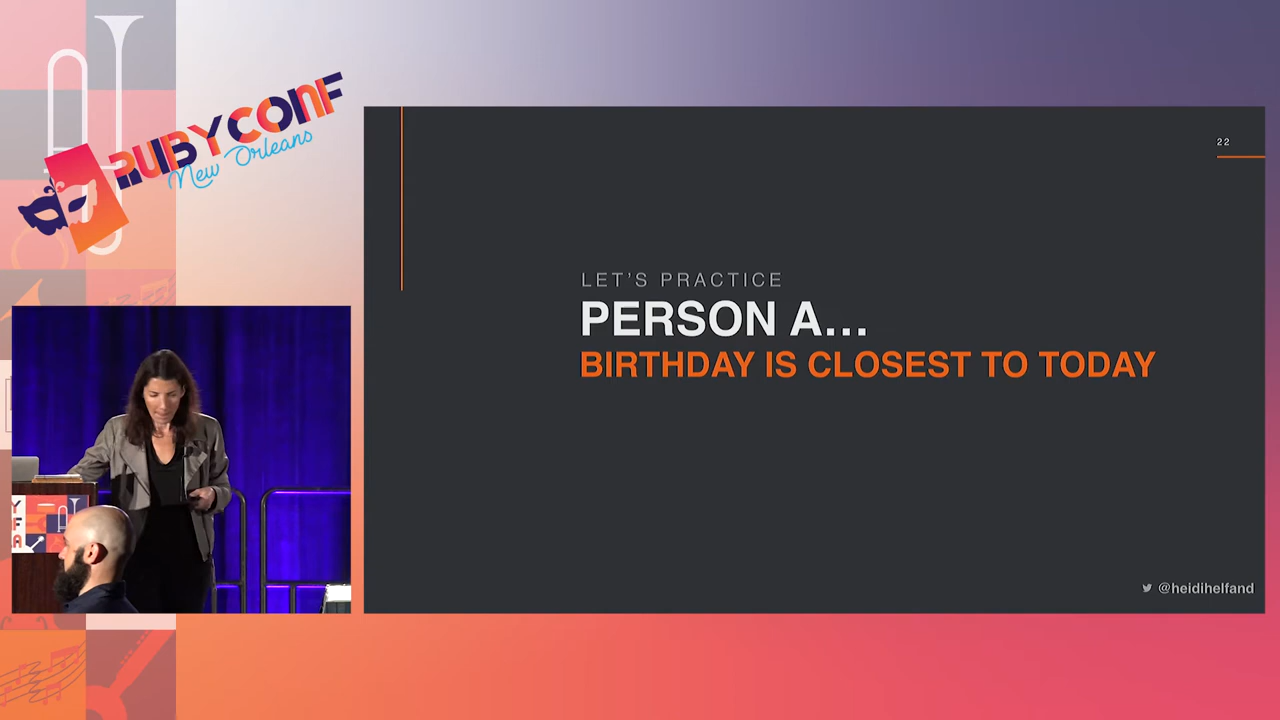 RUBYCONF
New Orleans
22
LET'S PRACTICE
PERSON A...
BIRTHDAY IS CLOSEST TO TODAY
@heidihelfand
Y
F
A